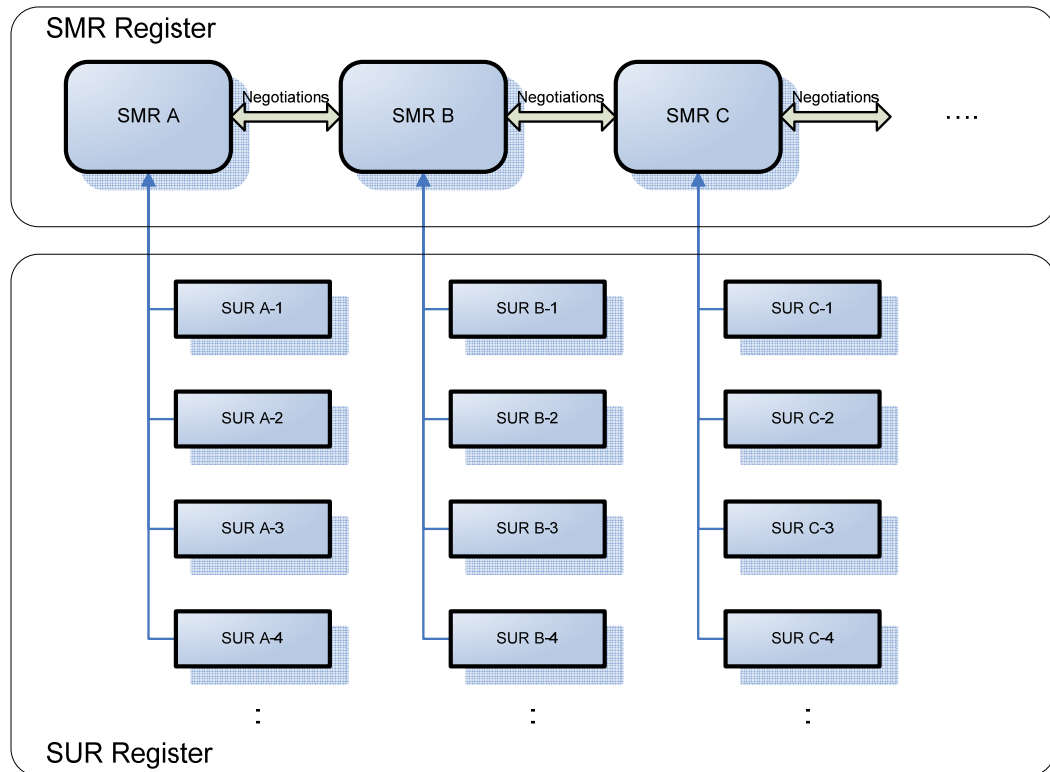 SMR Register
Negotiations
Negotiations
Negotiations
SMR A
SMR B
SMR C
....
SUR A-1
SUR B-1
SUR C-1
SUR A-2
SUR B-2
SUR C-2
SUR A-3
SUR B-3
SUR C-3
SUR A-4
SUR B-4
SUR C-4
:
:
:
SUR Register